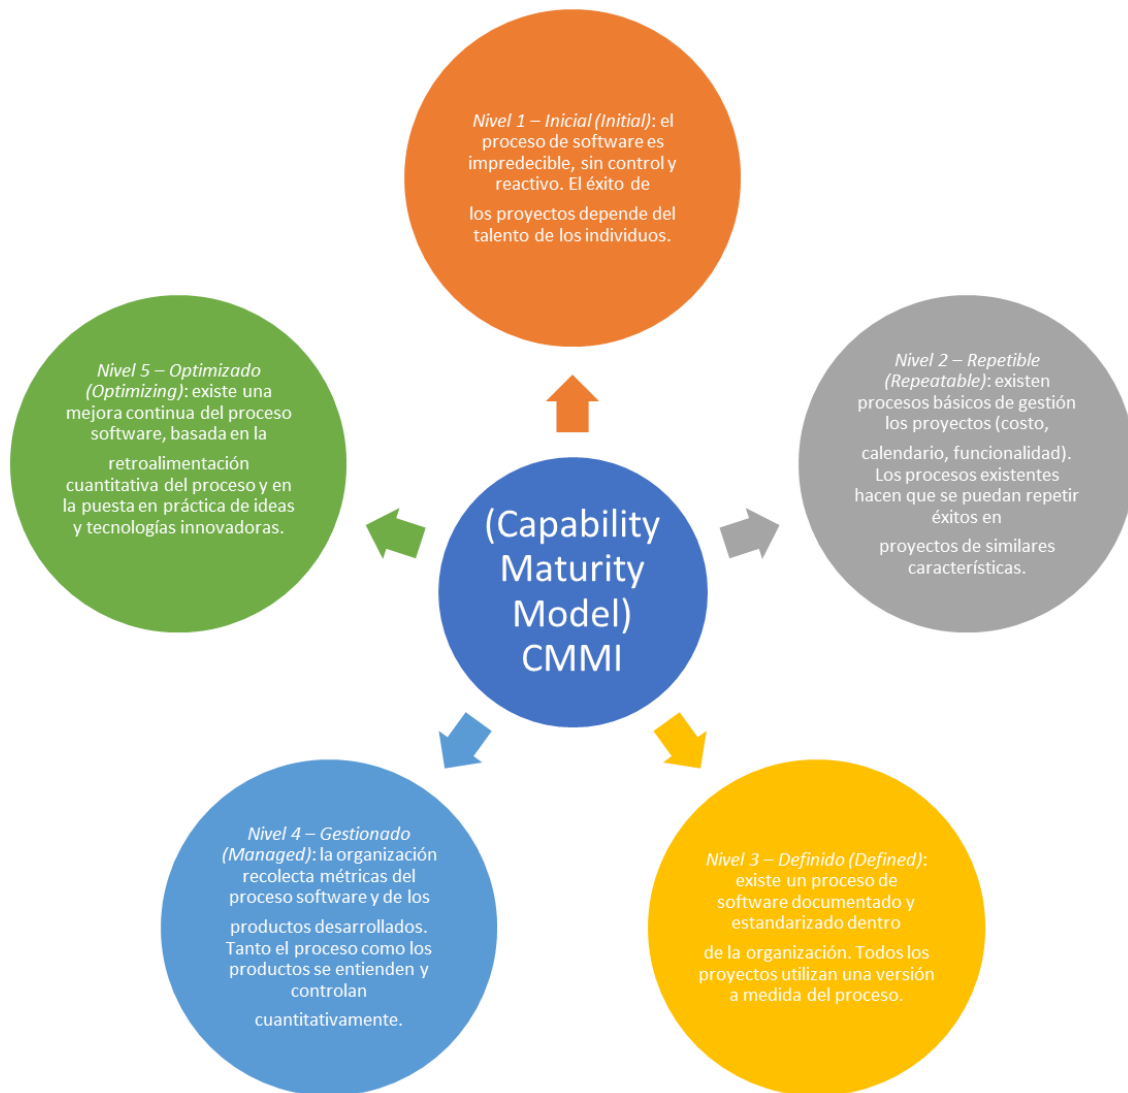 Nivel 1 – Inicial (Initial): el
proceso de software es
impredecible, sin control y
reactivo. El éxito de
los proyectos depende del
talento de los individuos.
Nivel 2 – Repetible
(Repeatable): existen
procesos básicos de gestión
los proyectos (costo,
calendario, funcionalidad).
Los procesos existentes
hacen que se puedan repetir
éxitos en
proyectos de similares
características.
Nivel 3 – Definido (Defined):
existe un proceso de
software documentado y
estandarizado dentro
de la organización. Todos los
proyectos utilizan una versión
a medida del proceso.
Nivel 4 – Gestionado
(Managed): la organización
recolecta métricas del
proceso software y de los
productos desarrollados.
Tanto el proceso como los
productos se entienden y
controlan
cuantitativamente.
Nivel 5 – Optimizado
(Optimizing): existe una
mejora continua del proceso
software, basada en la
retroalimentación
cuantitativa del proceso y en
la puesta en práctica de ideas
y tecnologías innovadoras.
(Capability
Maturity
Model)
CMMI